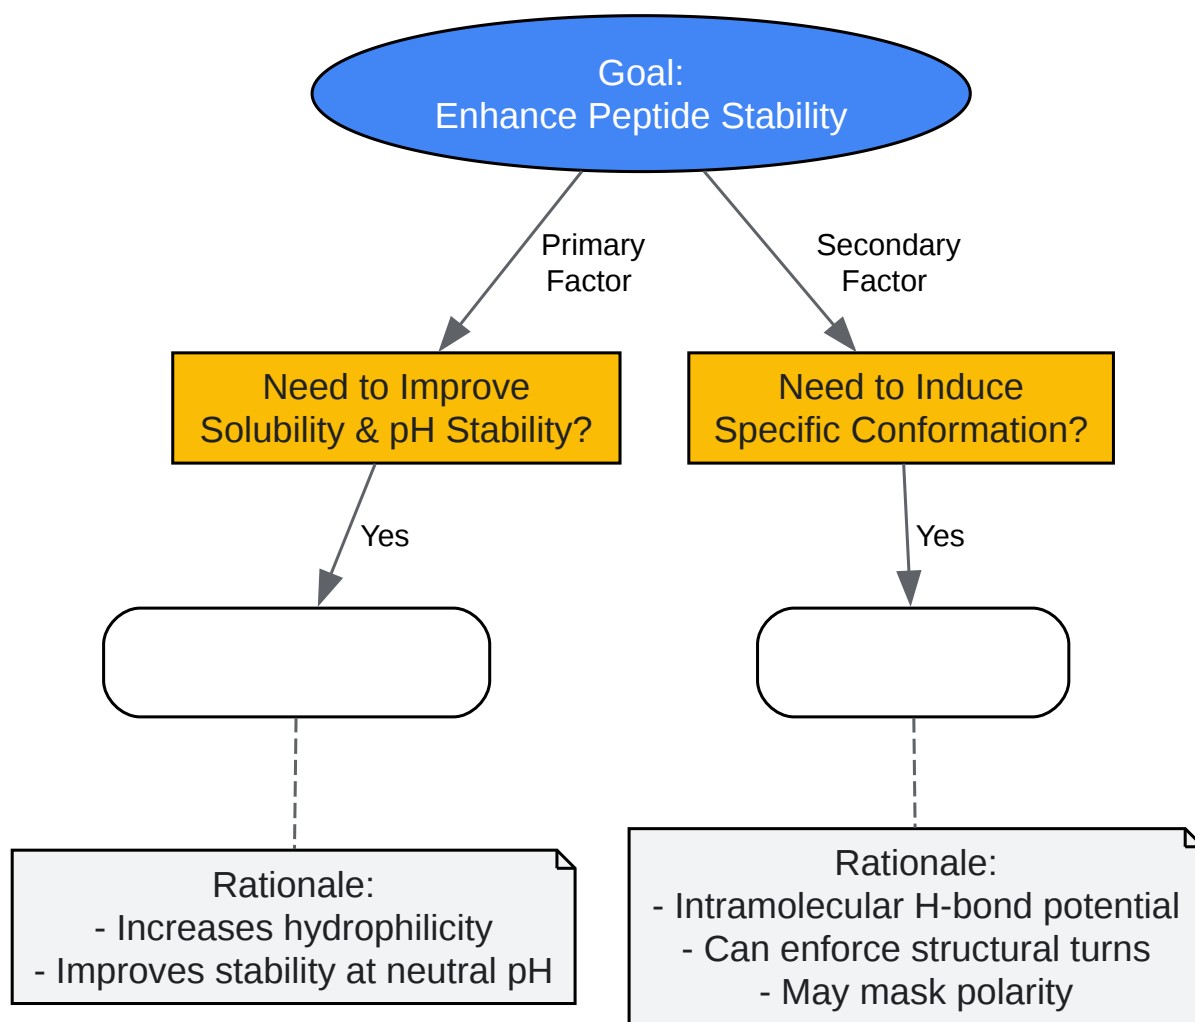 Goal:
Enhance Peptide Stability
Primary
Factor
Secondary
Factor
Need to Improve
Solubility & pH Stability?
Need to Induce
Specific Conformation?
Yes
Yes
Rationale:
- Increases hydrophilicity
- Improves stability at neutral pH
Rationale:
- Intramolecular H-bond potential
- Can enforce structural turns
- May mask polarity